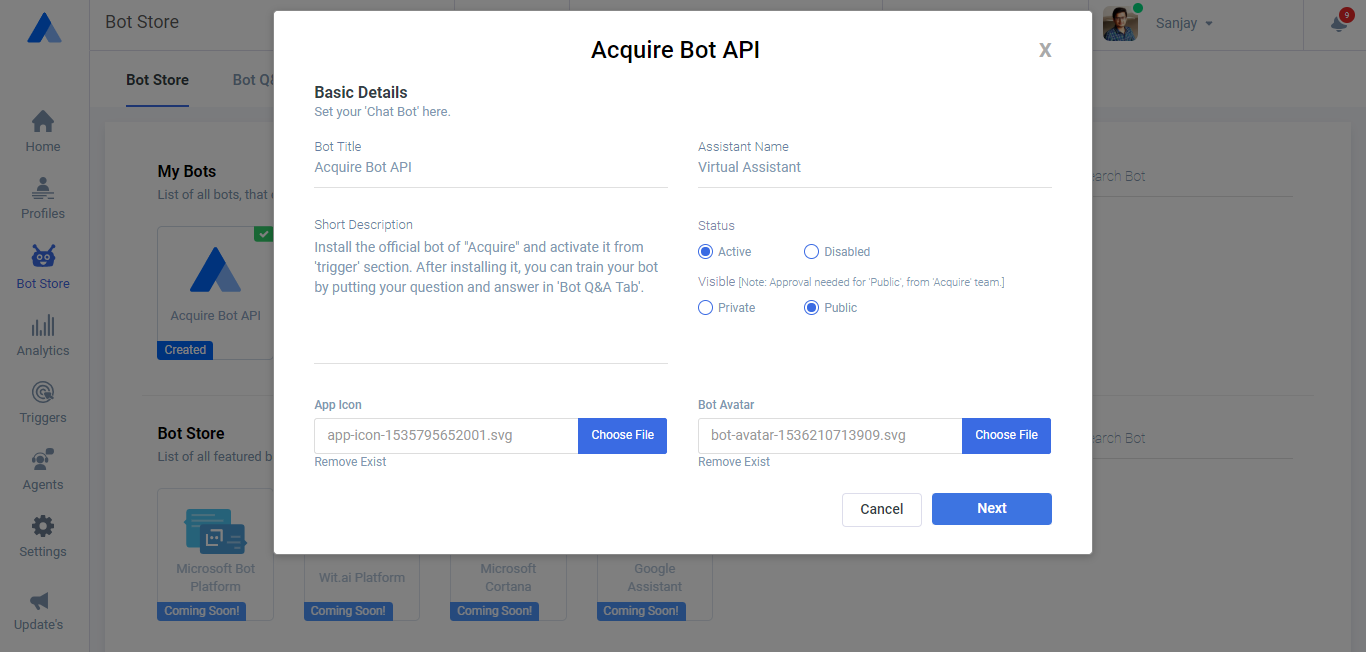 Bot Store
Sanjay
9
Bot Store
Bot Q&
Home
Profiles
Bot Store
Analytics
Triggers
Agents
Settings
Update's
My Bots
List of all bots, that
arch Bot
Acquire Bot API
Created
Bot Store
List of all featured b
arch Bot
Microsoft Bot
Platform
Coming Soon!
Wit.ai Platform
Coming Soon!
Microsoft
Cortana
Coming Soon!
Google
Assistant
Coming Soon!
Acquire Bot API
X
Basic Details
Set your 'Chat Bot' here.
Bot Title
Acquire Bot API
Assistant Name
Virtual Assistant
Short Description
Install the official bot of "Acquire" and activate it from
'trigger' section. After installing it, you can train your bot
by putting your question and answer in 'Bot Q&A Tab'.
Status
Active
Disabled
Visible [Note: Approval needed for 'Public', from 'Acquire' team.]
Private
Public
App Icon
app-icon-1535795652001.svg
Choose File
Remove Exist
Bot Avatar
bot-avatar-1536210713909.svg
Choose File
Remove Exist
Cancel
Next